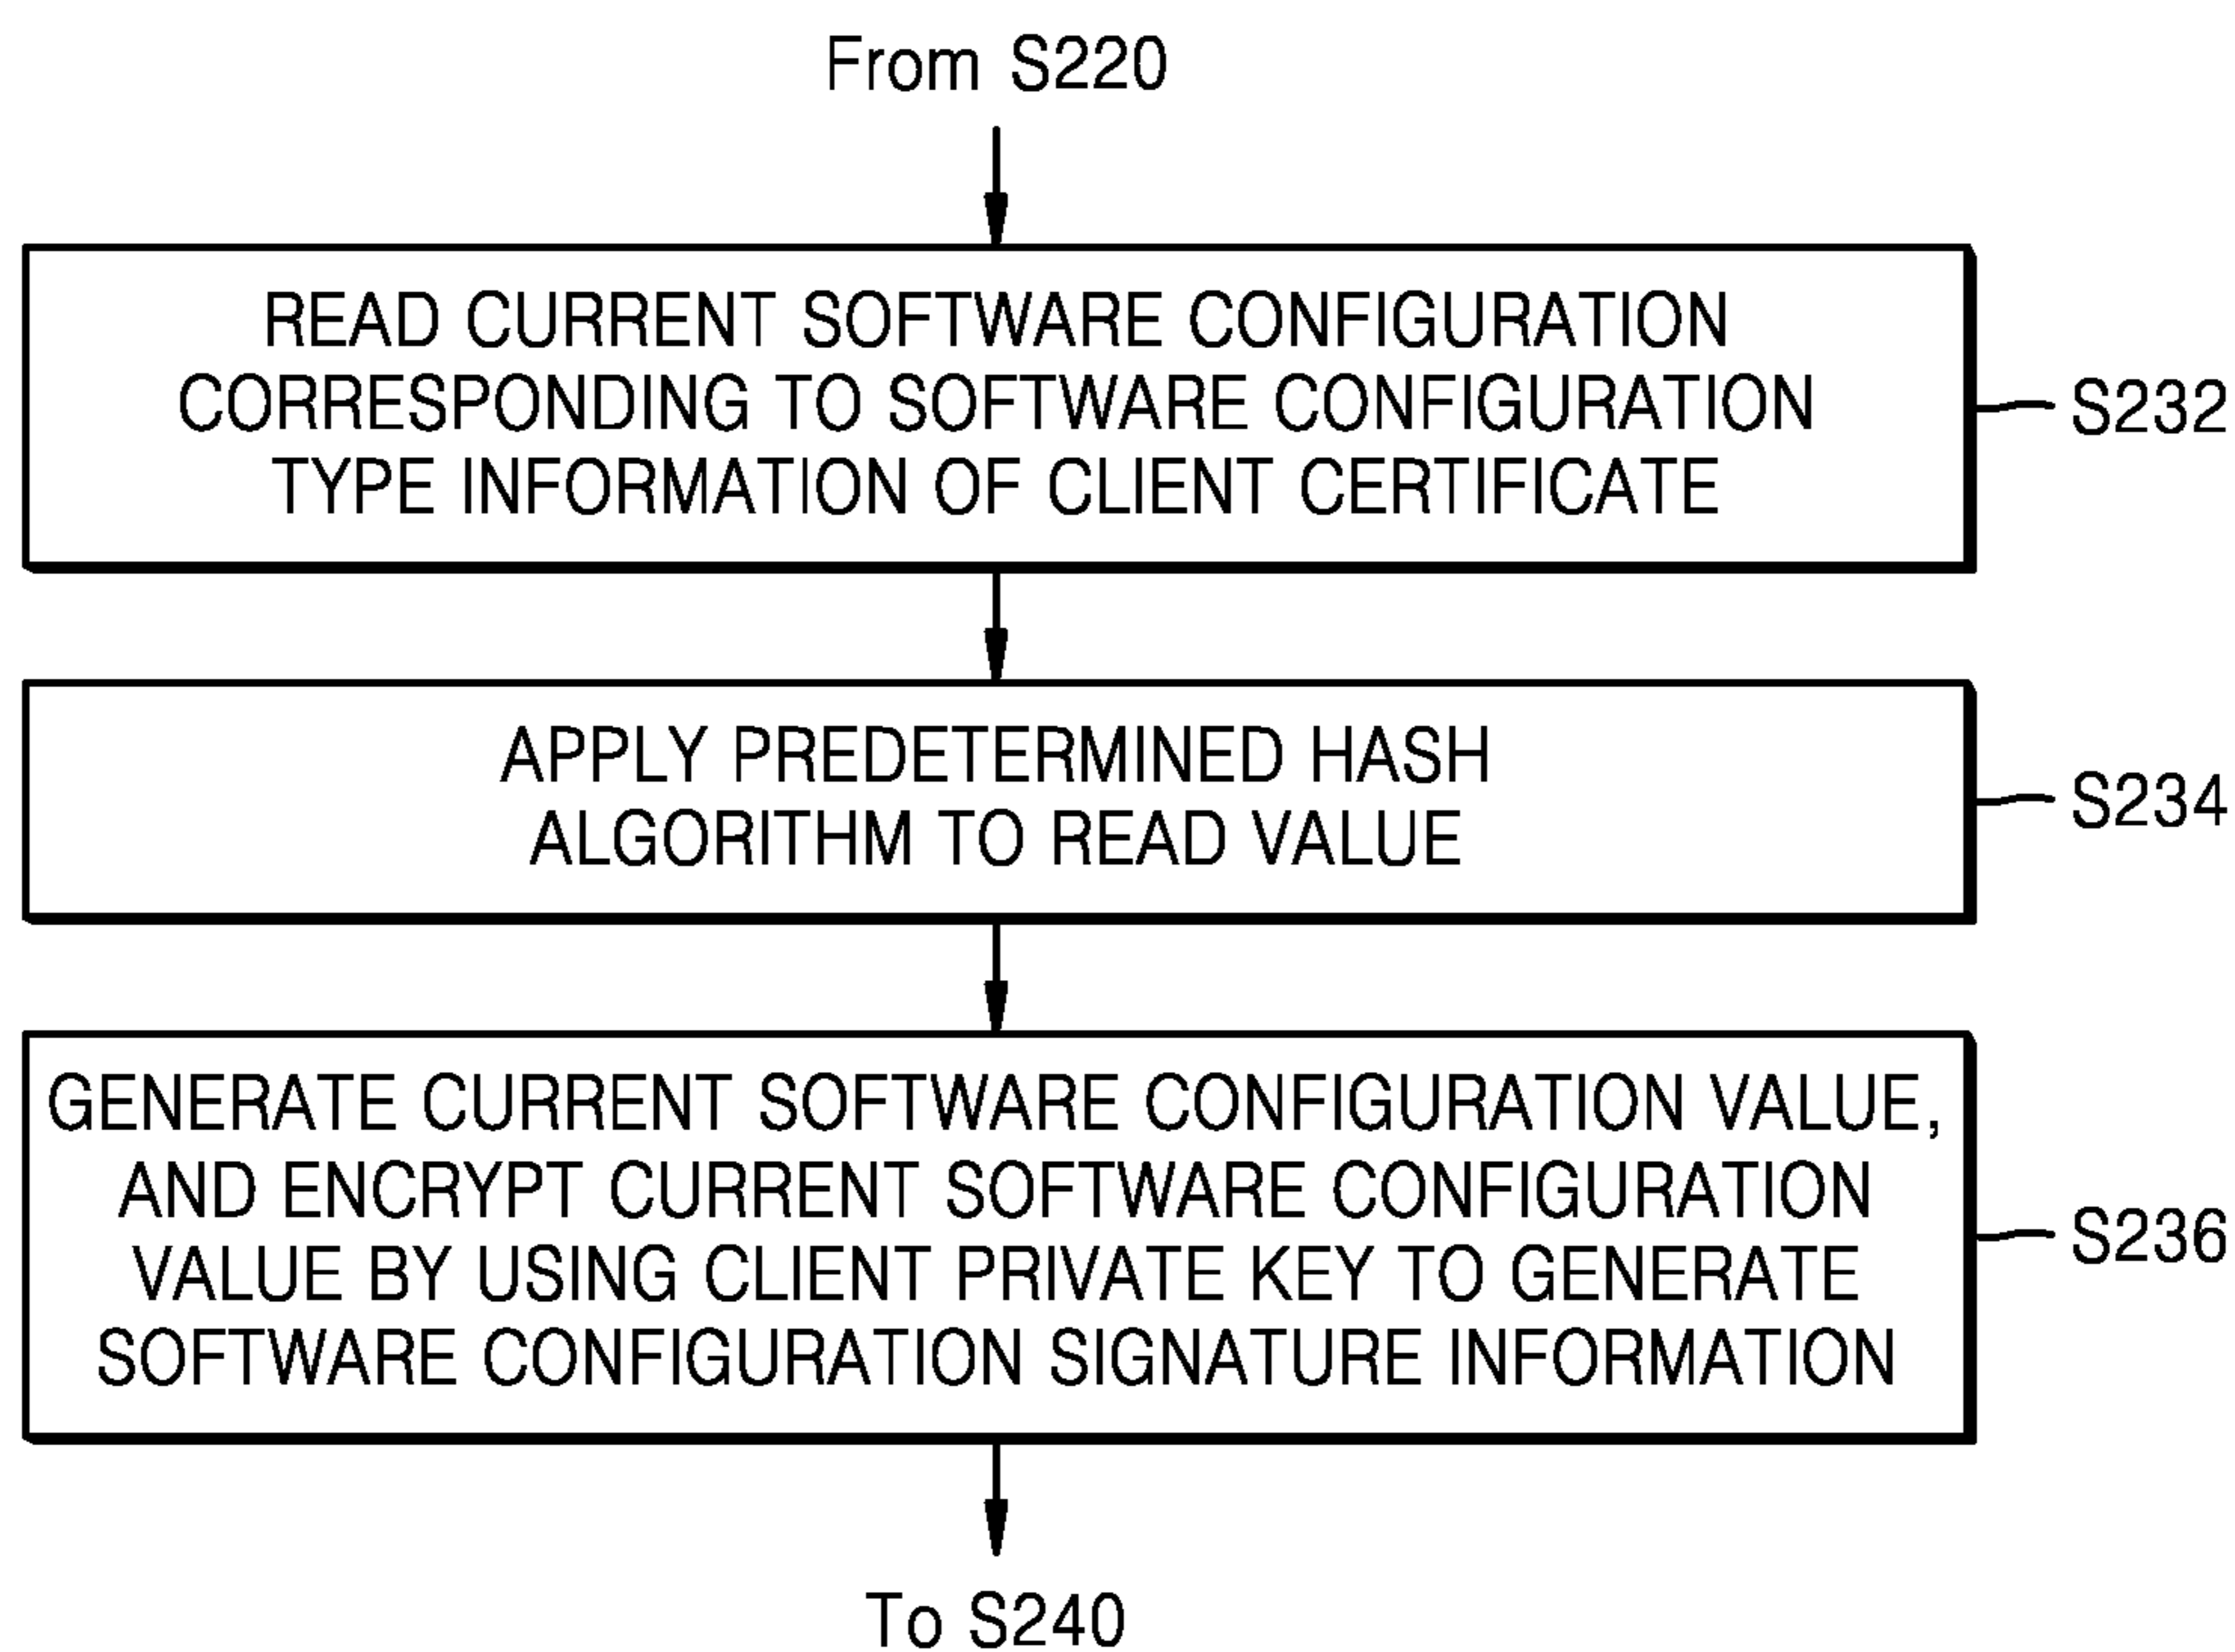 From S220
READ CURRENT SOFTWARE CONFIGURATION
CORRESPONDING TO SOFTWARE CONFIGURATION
TYPE INFORMATION OF CLIENT CERTIFICATE
S232
APPLY PREDETERMINED HASH
ALGORITHM TO READ VALUE
S234
GENERATE CURRENT SOFTWARE CONFIGURATION VALUE,
AND ENCRYPT CURRENT SOFTWARE CONFIGURATION
VALUE BY USING CLIENT PRIVATE KEY TO GENERATE
SOFTWARE CONFIGURATION SIGNATURE INFORMATION
S236
To S240